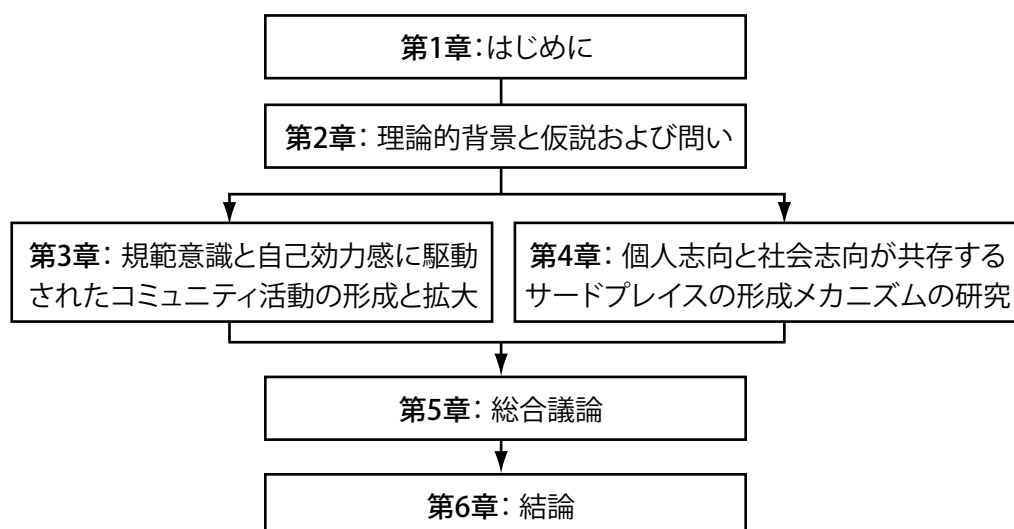 第1章：はじめに
第2章：理論的背景と仮説および問い
第3章：規範意識と自己効力感に駆動
されたコミュニティ活動の形成と拡大
第4章：個人志向と社会志向が共存する
サードプレイスの形成メカニズムの研究
第5章：総合議論
第6章：結論